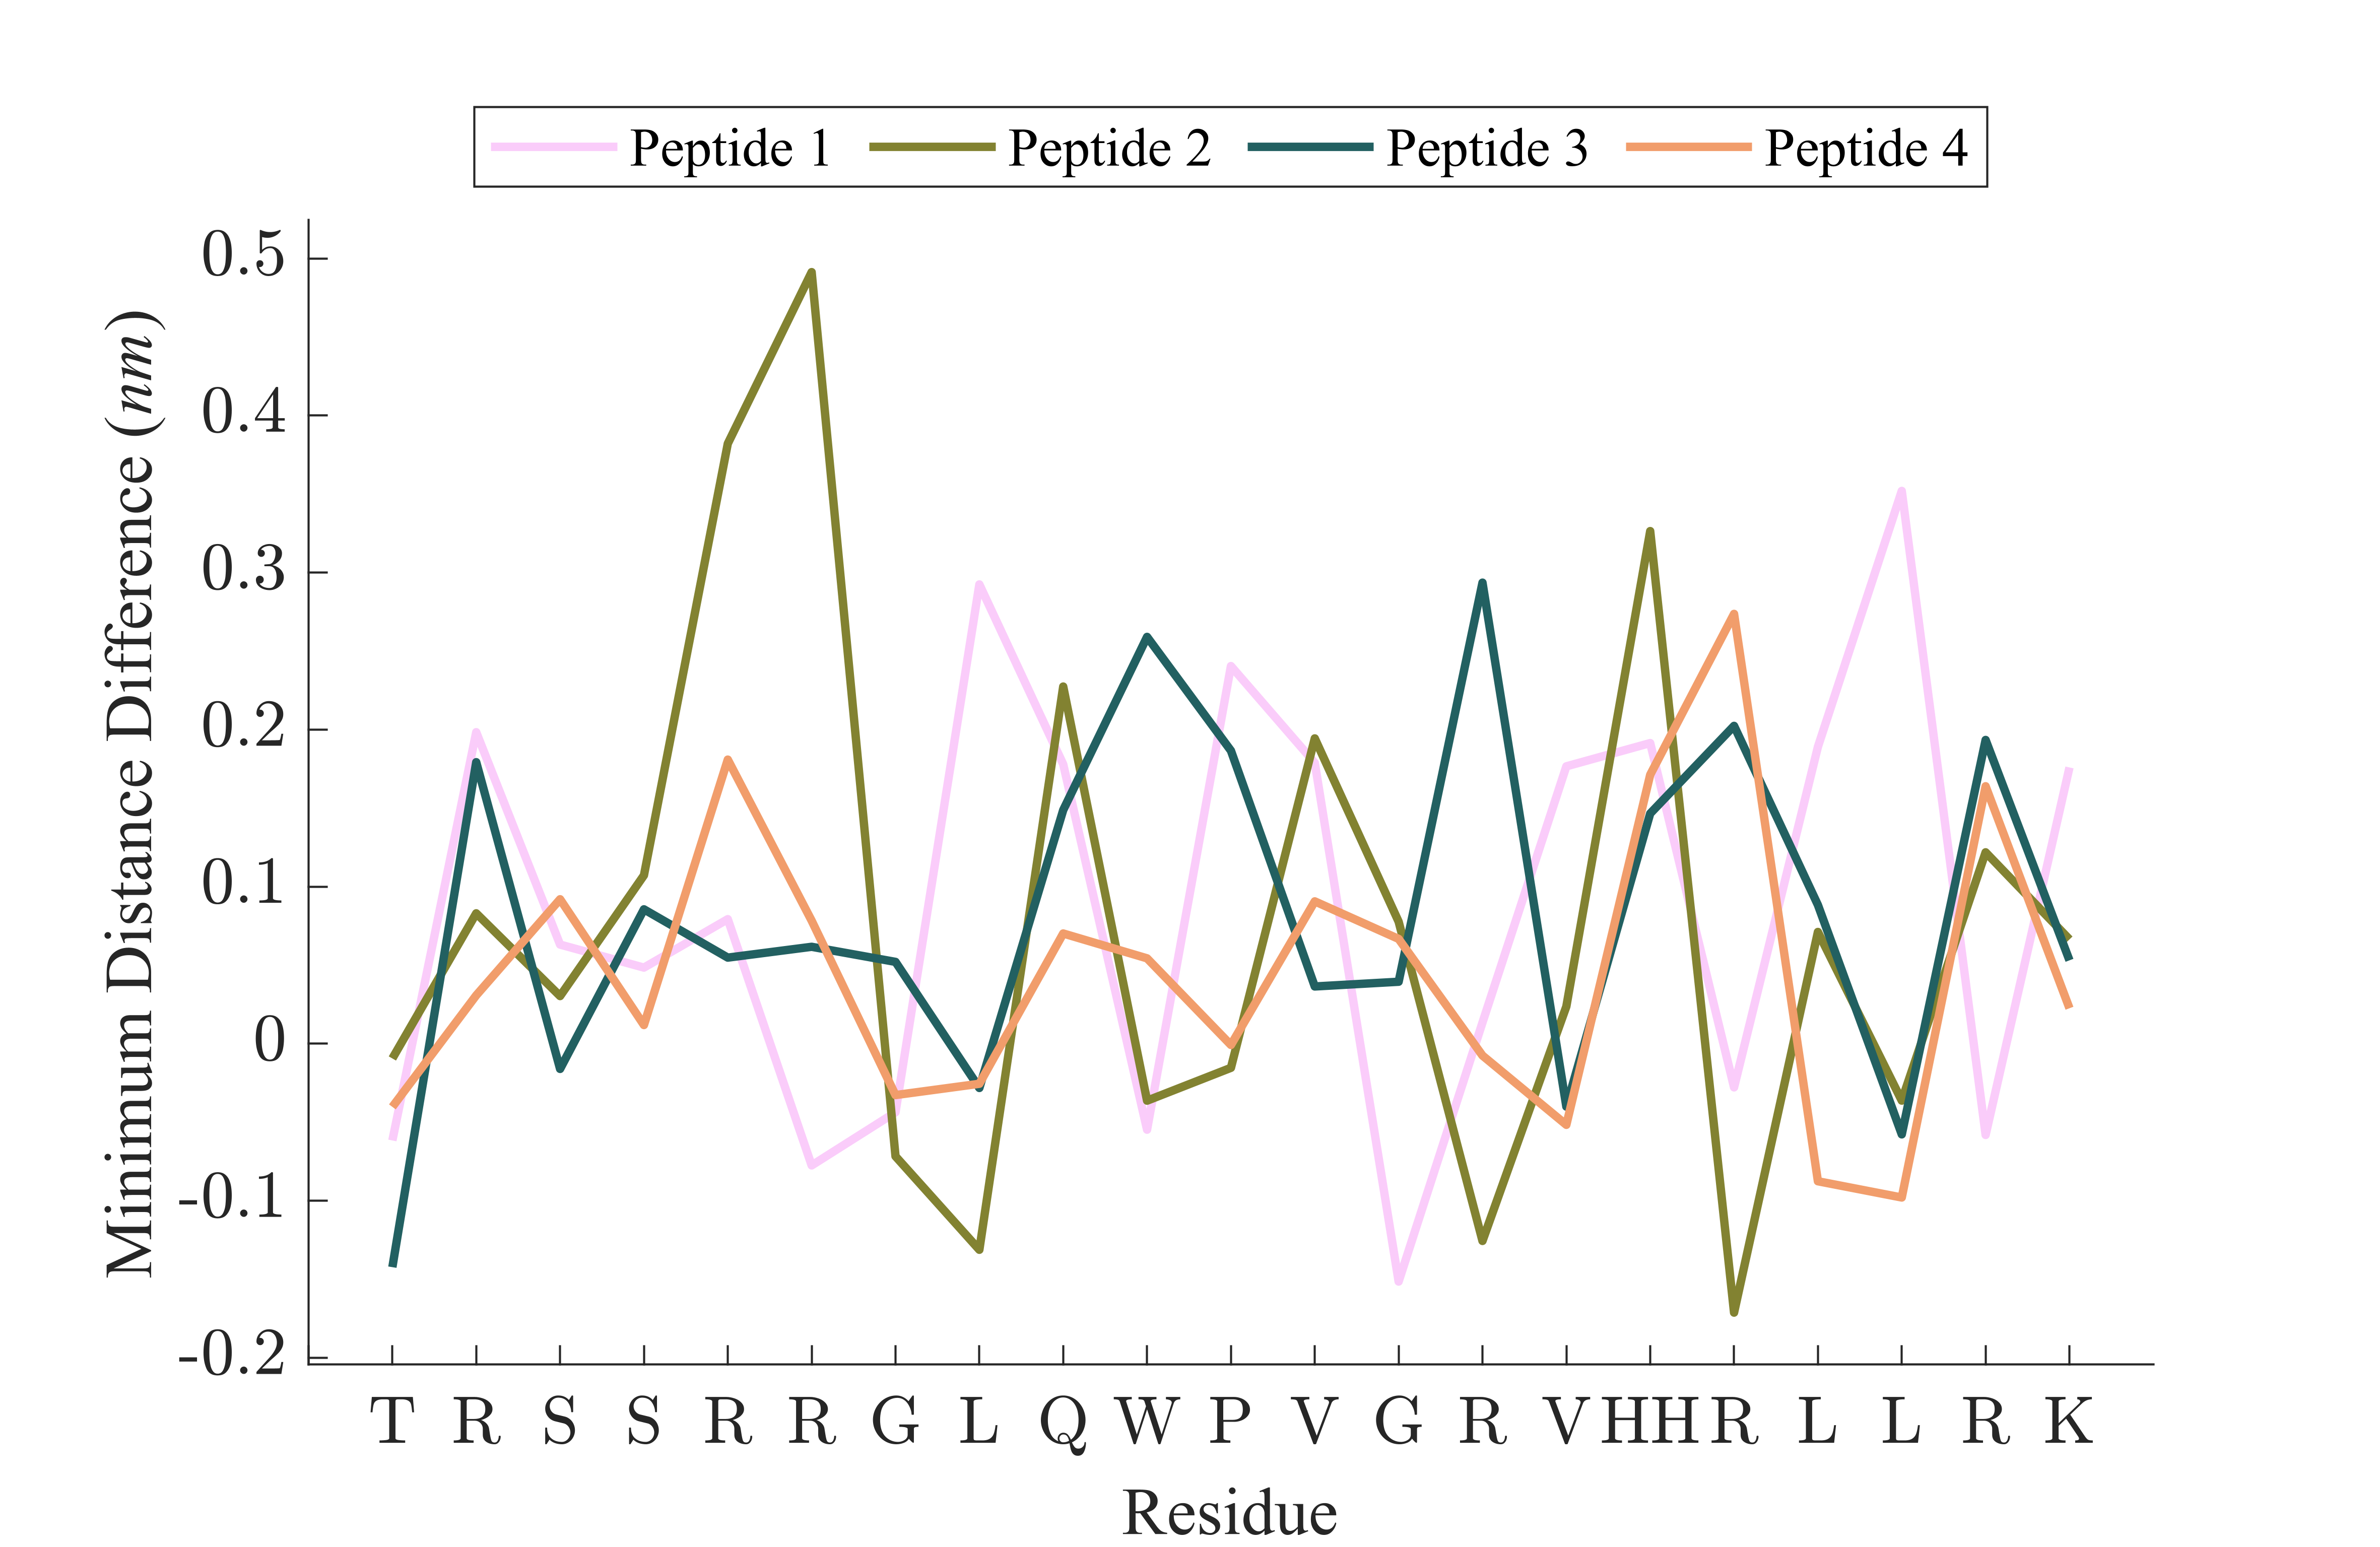 Peptide 1 Peptide 2 Peptide 3 Peptide 4
Minimum Distance Difference (nm)
0.5
0.4
0.3
0.2
0.1
0
-0.1
-0.2
T R S S R R G L Q W P V G R V HH R L L R K
Residue